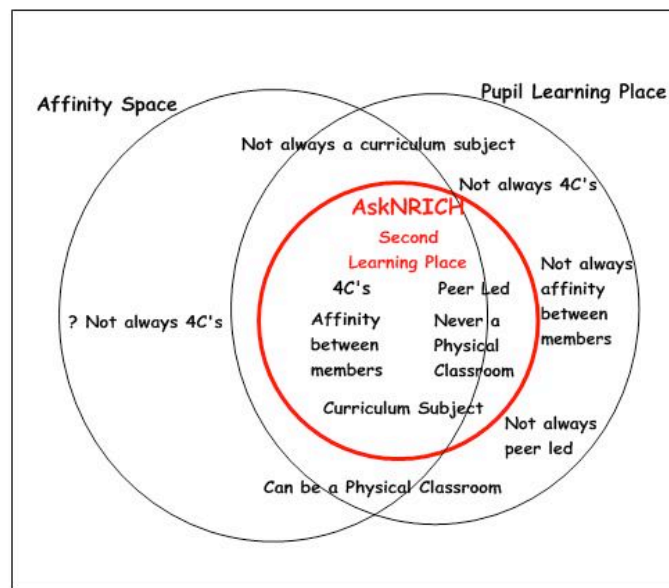 Pupil Learning Place
Affinity Space
Not always a curriculum subject
Not always 4C's
AskNRICH
Second
Learning Place
4C's
Peer Led
Affinity
between
members
Never a
Physical
Classroom
Curriculum Subject
Not always
affinity
between
members
? Not always 4C's
Not always
peer led
Can be a Physical Classroom